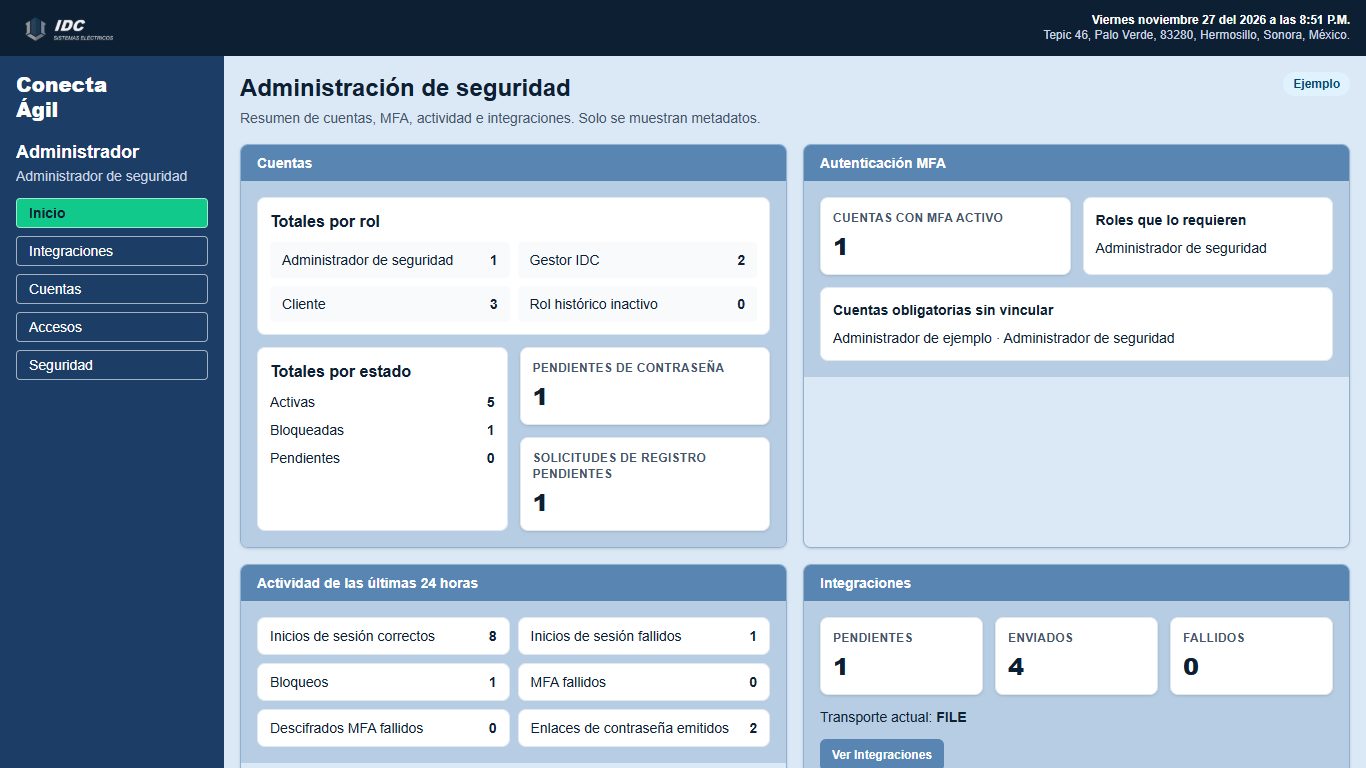 IDC
SISTEMAS ELÉCTRICOS
Viernes noviembre 27 del 2026 a las 8:51 P.M.
Tepic 46, Palo Verde, 83280, Hermosillo, Sonora, México.
Conecta
Ágil
Administrador
Administrador de seguridad
Inicio
Integraciones
Cuentas
Accesos
Seguridad
Administración de seguridad
Ejemplo
Resumen de cuentas, MFA, actividad e integraciones. Solo se muestran metadatos.
Cuentas
Totales por rol
Administrador de seguridad 1
Gestor IDC 2
Cliente 3
Rol histórico inactivo 0
Totales por estado
Activas 5
Bloqueadas 1
Pendientes 0
PENDIENTES DE CONTRASEÑA
1
SOLICITUDES DE REGISTRO
PENDIENTES
1
Autenticación MFA
CUENTAS CON MFA ACTIVO
1
Roles que lo requieren
Administrador de seguridad
Cuentas obligatorias sin vincular
Administrador de ejemplo · Administrador de seguridad
Actividad de las últimas 24 horas
Inicios de sesión correctos 8
Inicios de sesión fallidos 1
Bloqueos 1
MFA fallidos 0
Descifrados MFA fallidos 0
Enlaces de contraseña emitidos 2
Integraciones
PENDIENTES
1
ENVIADOS
4
FALLIDOS
0
Transporte actual: FILE
Ver Integraciones